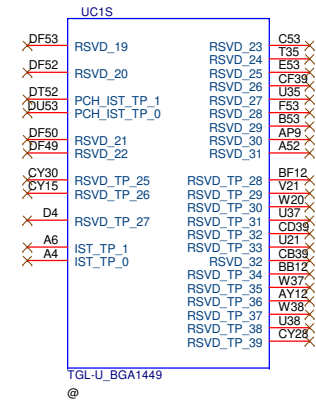 UC1S
DF53 RSVD_19 RSVD_23 C53
RSVD_24 T35
DF52 RSVD_20 RSVD_25 E53
RSVD_26 CF39
DT52 PCH_IST_TP_1 RSVD_27 U35
DU53 PCH_IST_TP_0 RSVD_28 F53
RSVD_29 B53
DF50 RSVD_21 RSVD_30 AP9
DF49 RSVD_22 RSVD_31 A52
CY30 RSVD_TP_25 RSVD_TP_28 BF12
CY15 RSVD_TP_26 RSVD_TP_29 V21
RSVD_TP_30 W20
D4 RSVD_TP_27 RSVD_TP_31 U37
RSVD_TP_32 CD39
A6 IST_TP_1 RSVD_TP_33 U21
A4 IST_TP_0 RSVD_32 CB39
RSVD_TP_34 BB12
RSVD_TP_35 W37
RSVD_TP_36 AY12
RSVD_TP_37 W38
RSVD_TP_38 U38
RSVD_TP_39 CY28
TGL-U_BGA1449
@